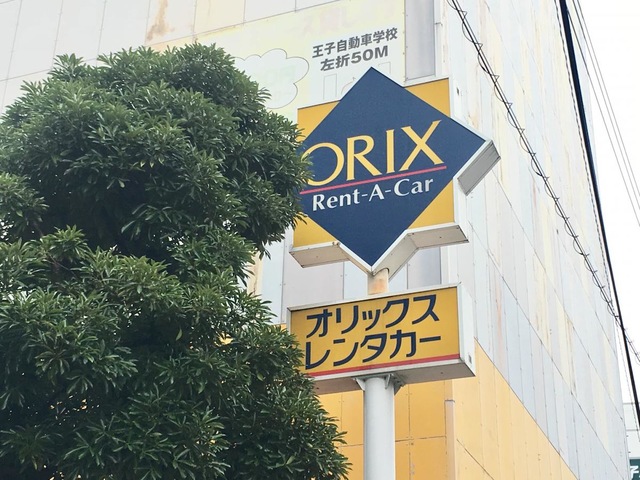 王子自動車学校
左折50M
ORIX
Rent-A-Car
オリックス
レンタカー